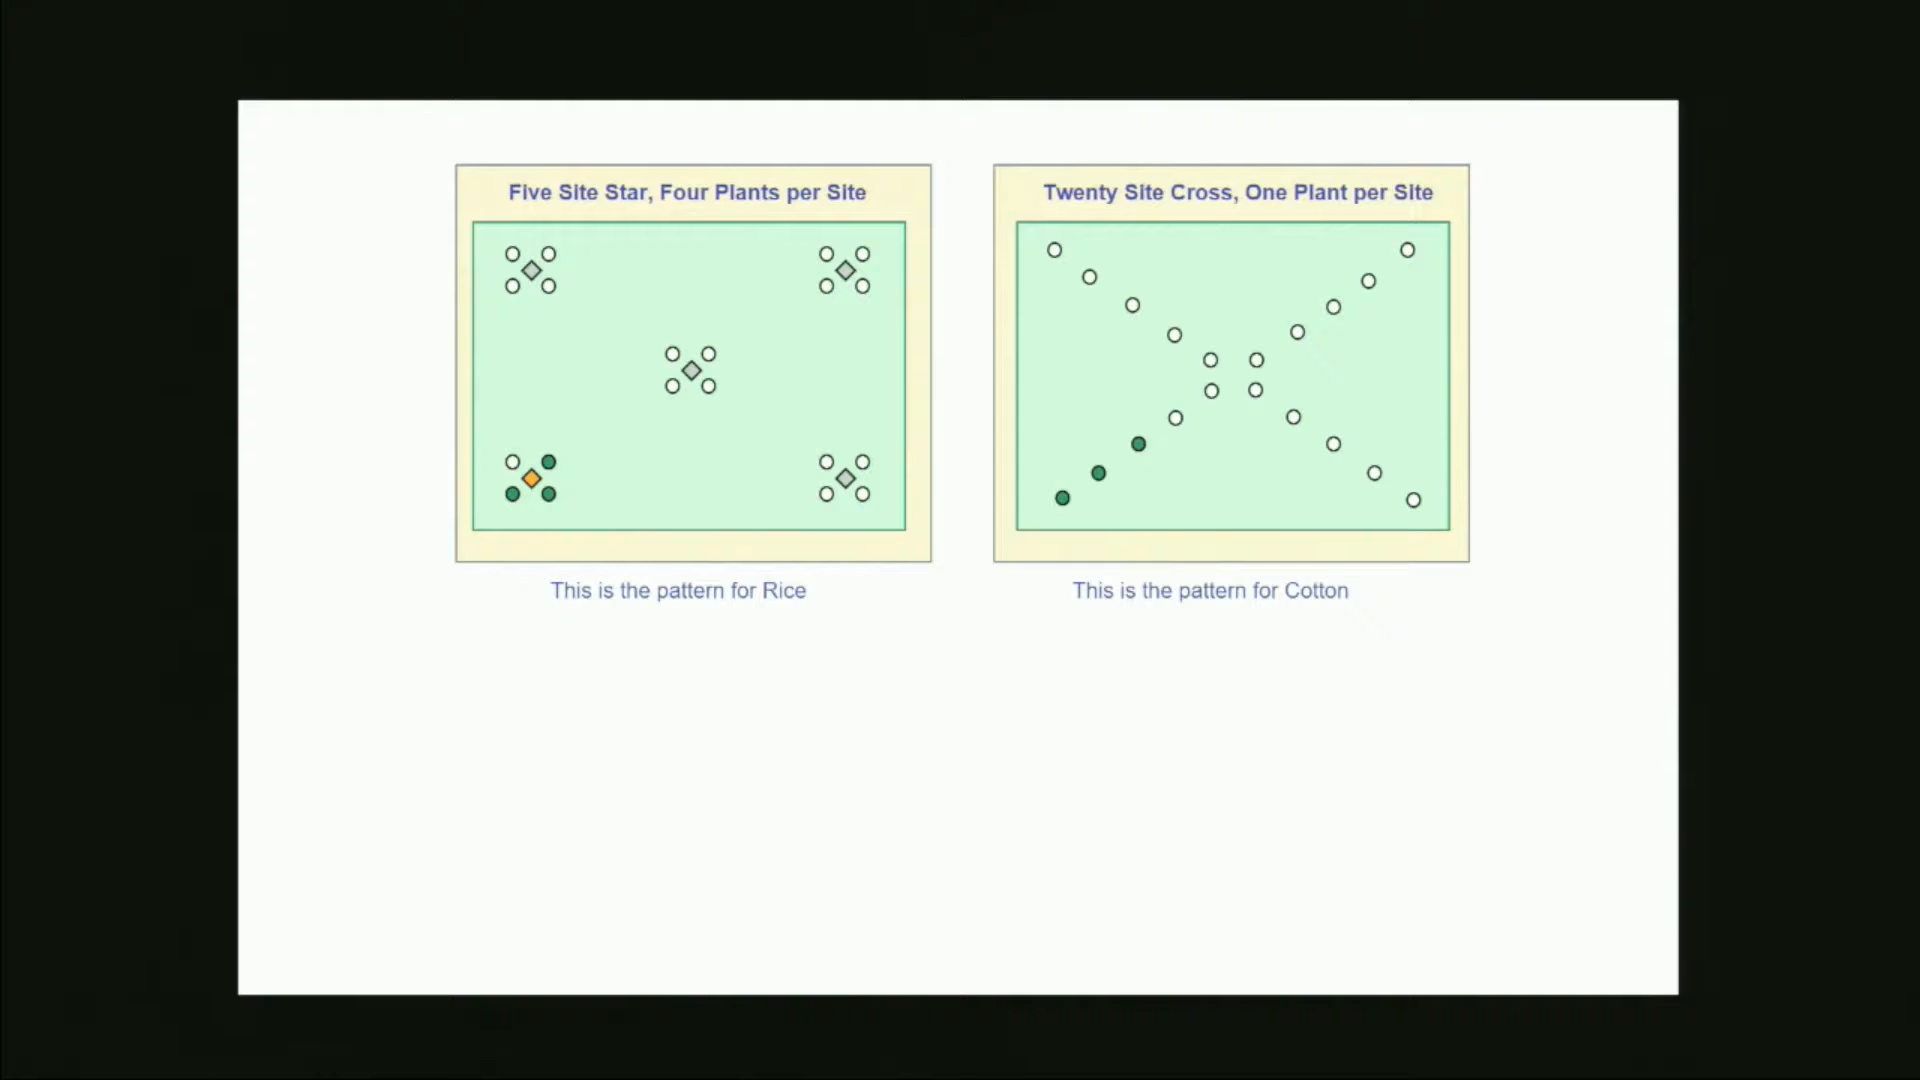 Five Site Star, Four Plants per Site
Twenty Site Cross, One Plant per Site
This is the pattern for Rice
This is the pattern for Cotton